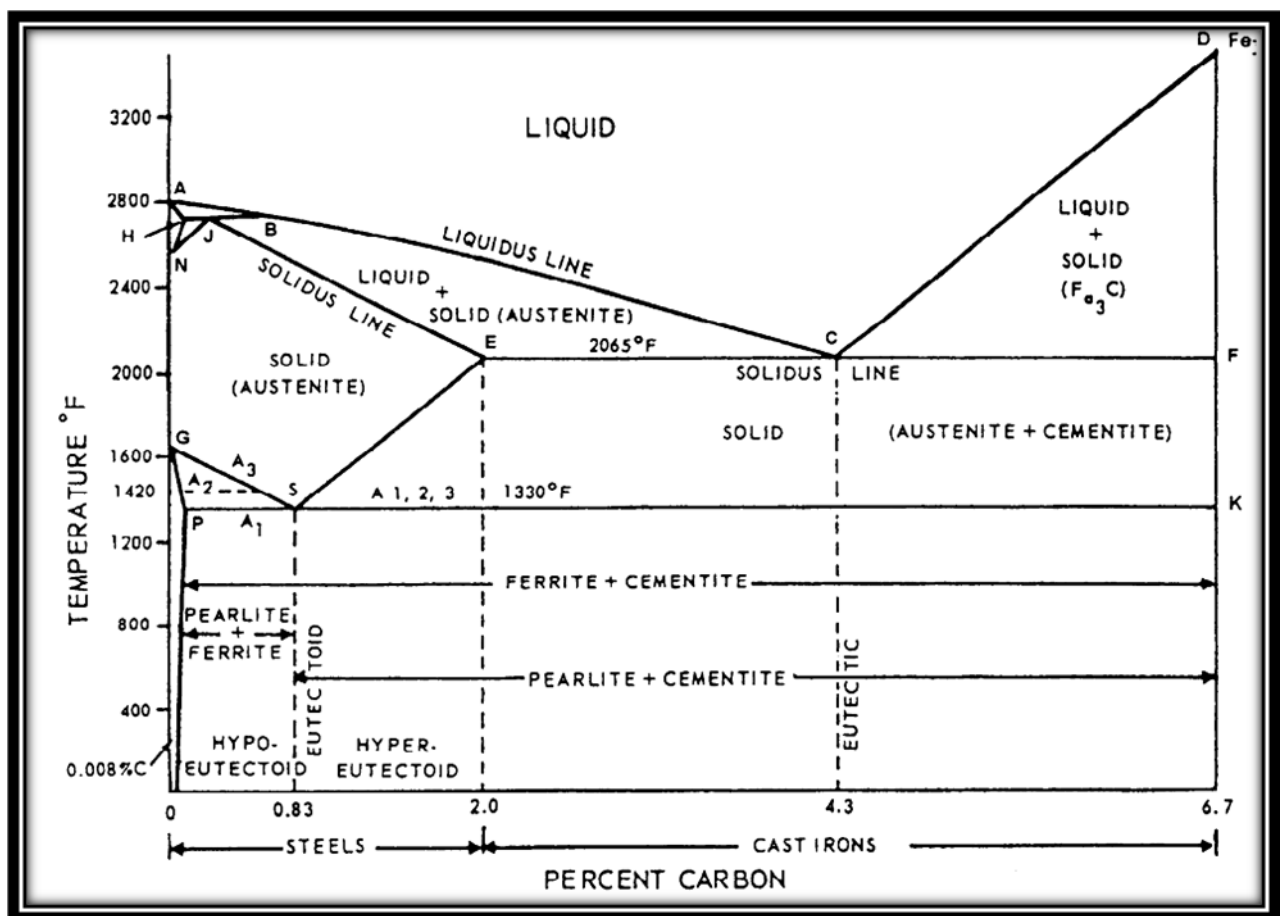 D Fe-
3200
LIQUID
A
2800
H
J
B
N
LIQUIDUS LINE
SOLIDUS LINE
LIQUID
+
SOLID (AUSTENITE)
LIQUID
+
SOLID
(Fa3C)
2400
E
2065°F
C
F
2000
SOLID
(AUSTENITE)
SOLIDUS LINE
SOLID
(AUSTENITE + CEMENTITE)
TEMPERATURE °F
G
1600
A3
A2
1420
S
A 1, 2, 3
1330°F
K
P
A1
1200
FERRITE + CEMENTITE
800
PEARLITE
+
FERRITE
EUTECTOID
PEARLITE + CEMENTITE
EUTECTIC
400
HYPO-
EUTECTOID
HYPER-
EUTECTOID
0.008%C
0
0.83
2.0
4.3
6.7
STEELS
CAST IRONS
PERCENT CARBON